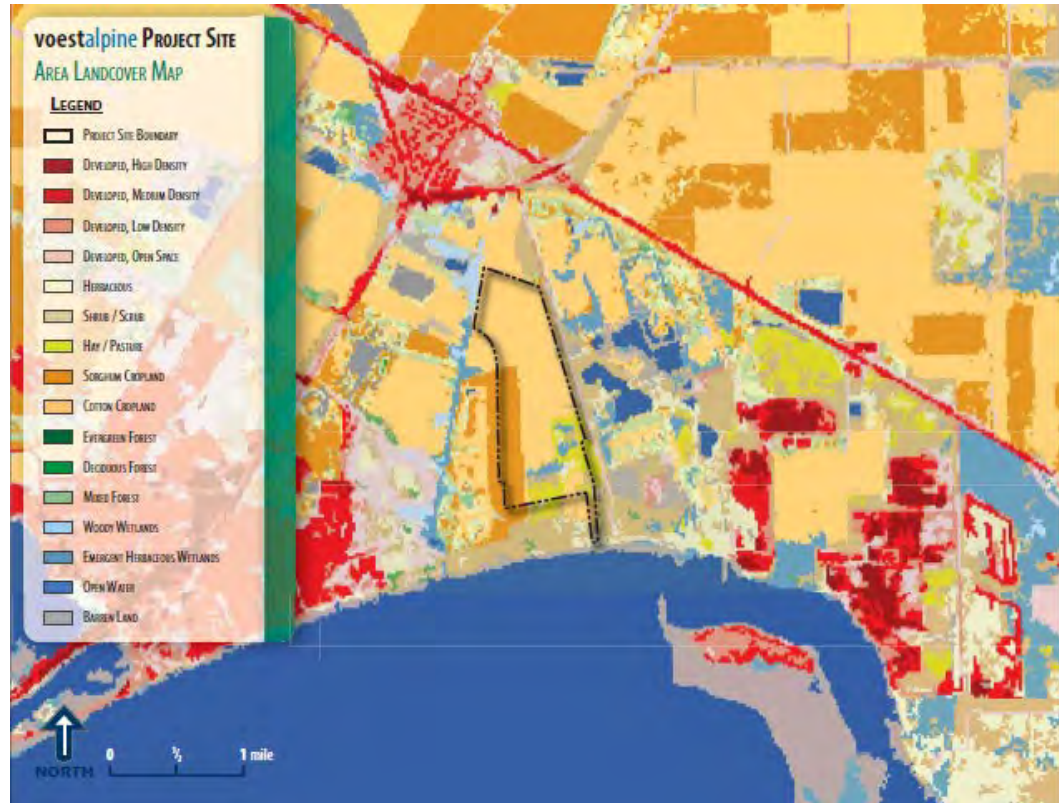 voestalpine PROJECT SITE
AREA LANDCOVER MAP
LEGEND
PROJECT SITE BOUNDARY
DEVELOPED, HIGH DENSITY
DEVELOPED, MEDIUM DENSITY
DEVELOPED, LOW DENSITY
DEVELOPED, OPEN SPACE
HERBACEOUS
SHRUB / SCRUB
HAY / PASTURE
SORGHUM CROPLAND
COTTON CROPLAND
EVERGREEN FOREST
DECIDUOUS FOREST
MIXED FOREST
WOODY WETLANDS
EMERGENT HERBACEOUS WETLANDS
OPEN WATER
BARREN LAND
0 ½ 1 mile
NORTH